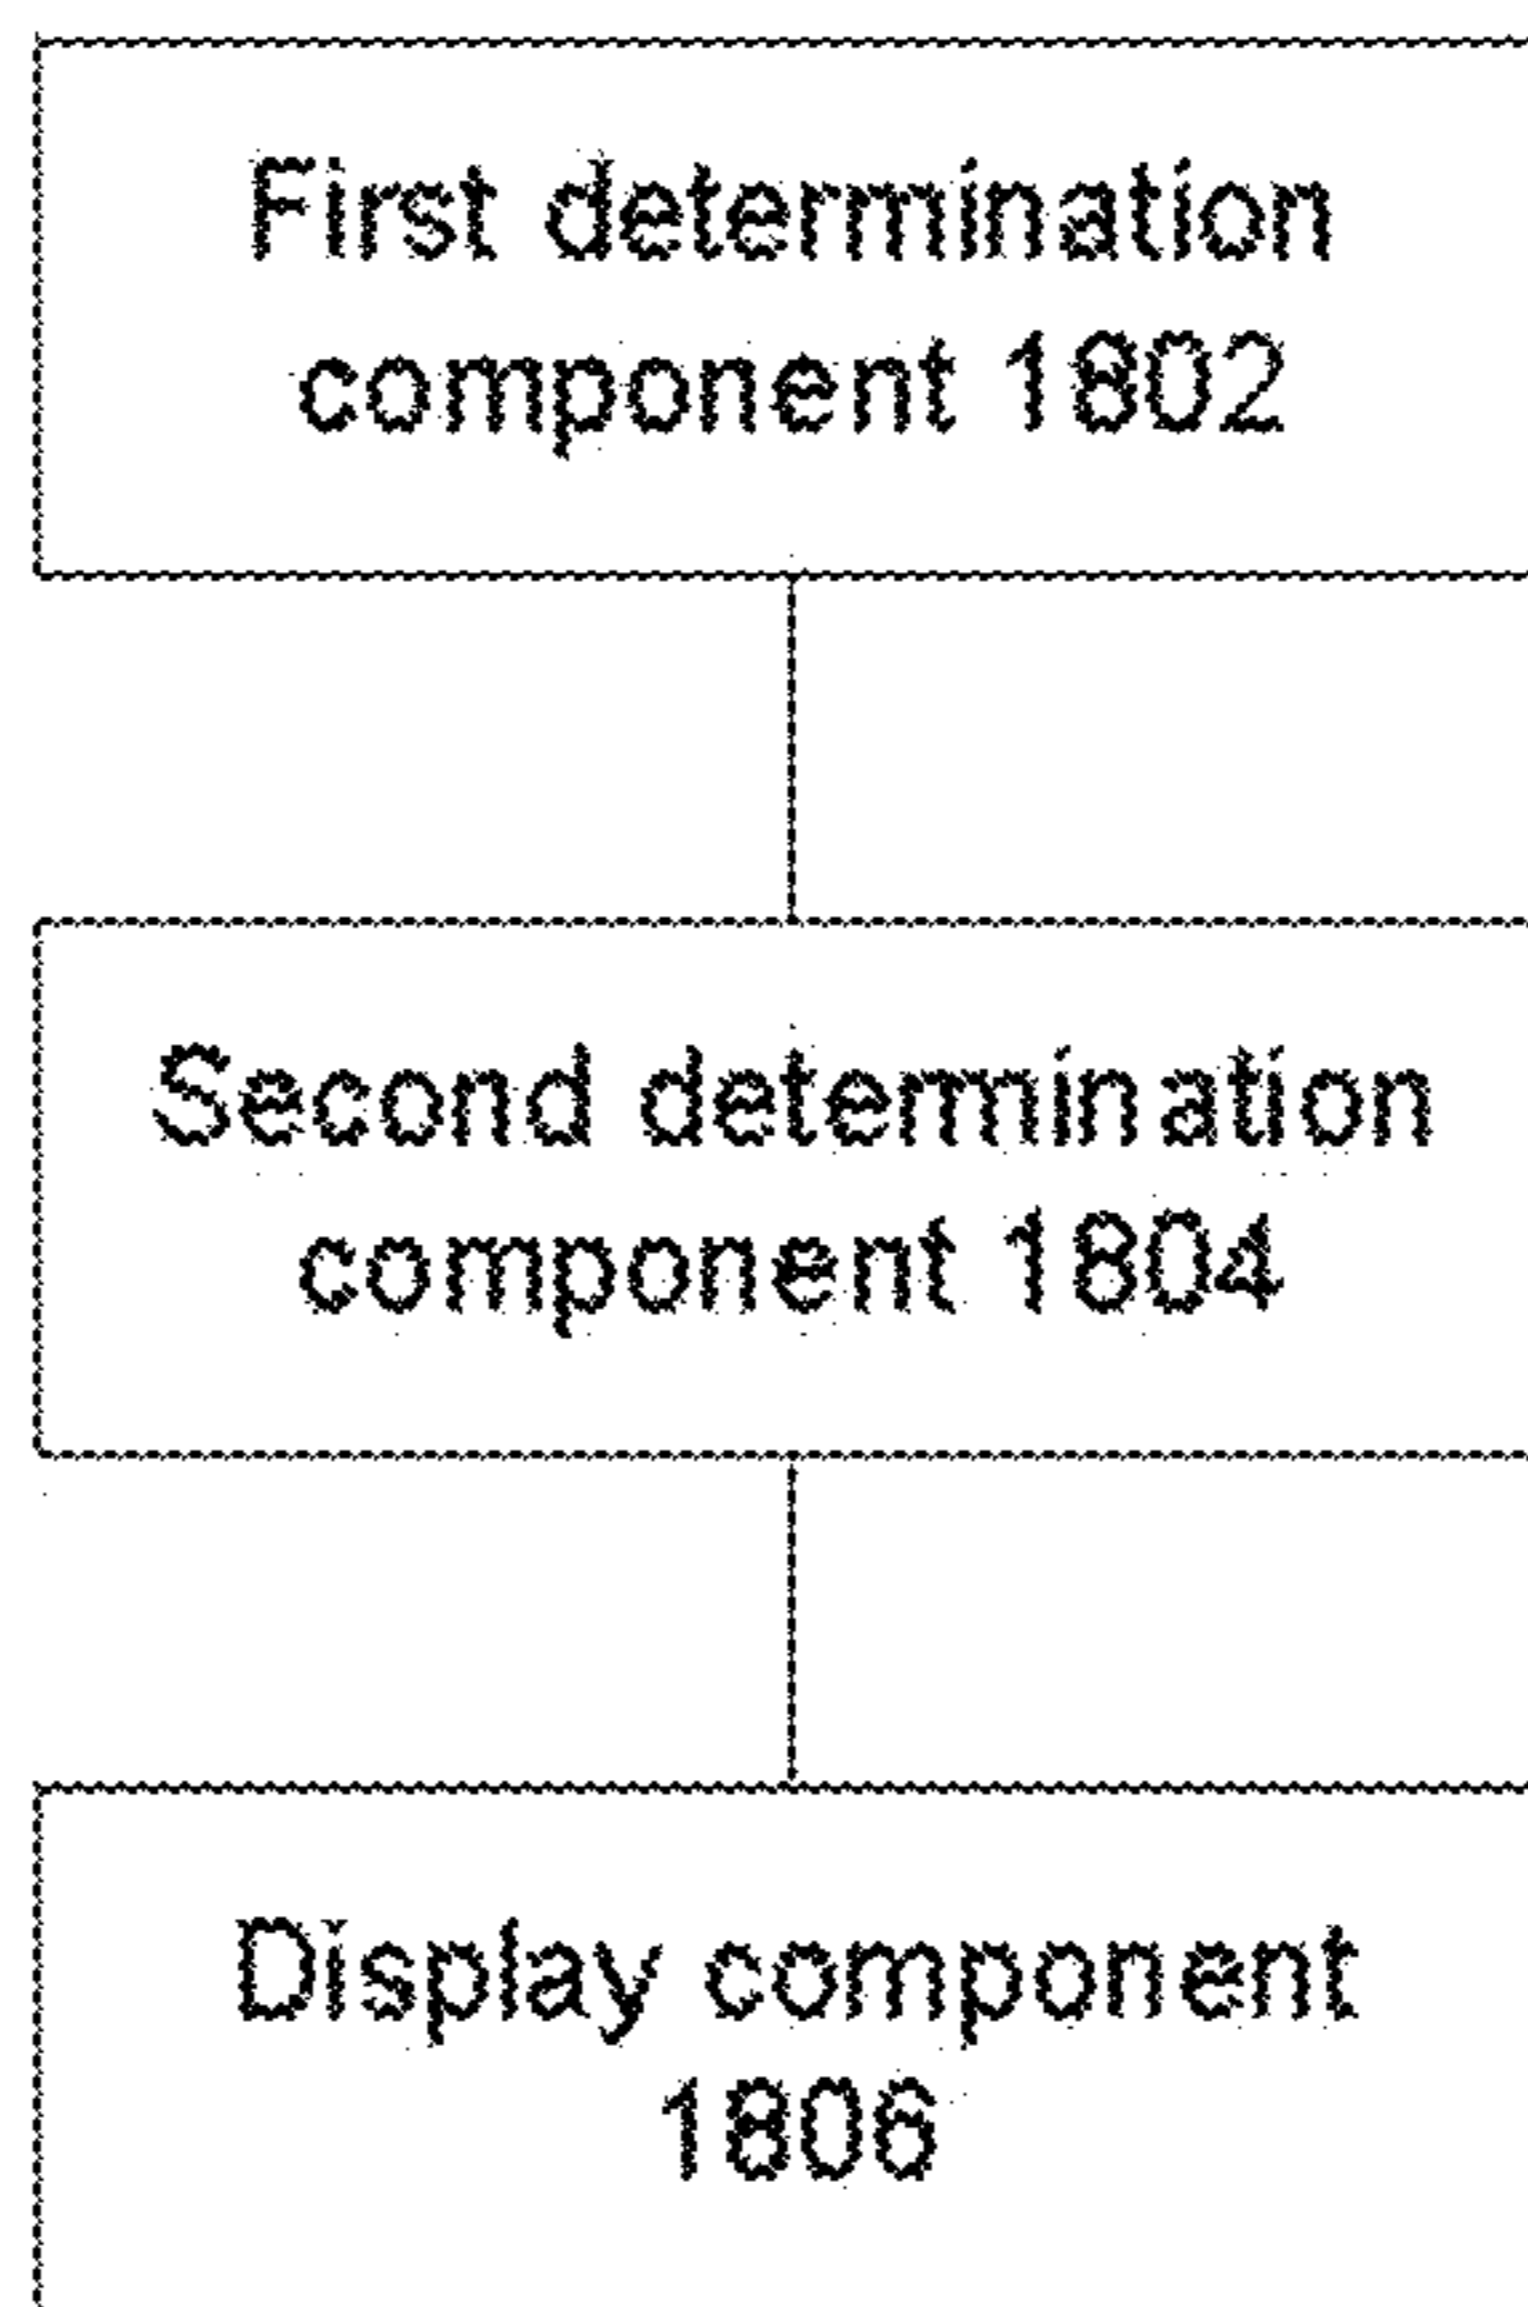 First determination
component 1802
Second determination
component 1804
Display component
1806